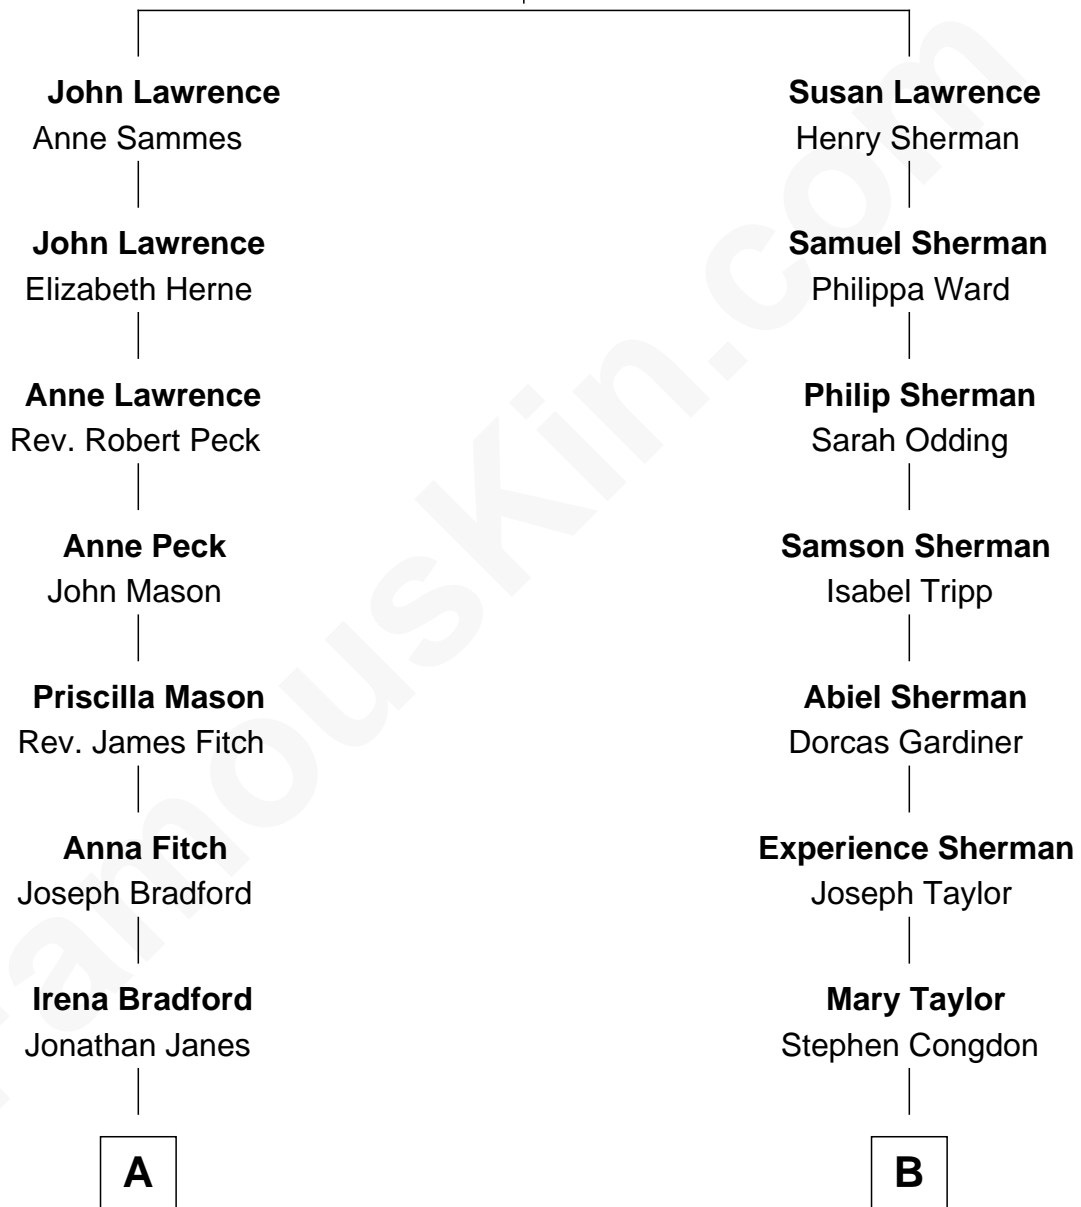 John Lawrence
Anne Sammes
John Lawrence
Elizabeth Herne
Anne Lawrence
Rev. Robert Peck
Anne Peck
John Mason
Priscilla Mason
Rev. James Fitch
Anna Fitch
Joseph Bradford
Irena Bradford
Jonathan Janes
A
Susan Lawrence
Henry Sherman
Samuel Sherman
Philippa Ward
Philip Sherman
Sarah Odding
Samson Sherman
Isabel Tripp
Abiel Sherman
Dorcas Gardiner
Experience Sherman
Joseph Taylor
Mary Taylor
Stephen Congdon
B
FamousKin.com